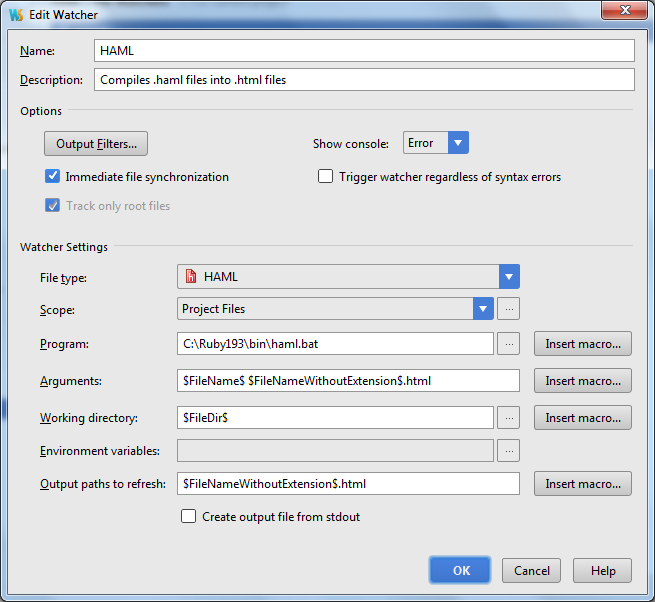 WS Edit Watcher
Name: HAML
Description: Compiles .haml files into .html files
Options
Output Filters... Show console: Error
Immediate file synchronization Trigger watcher regardless of syntax errors
Track only root files
Watcher Settings
File type: h HAML
Scope: Project Files ...
Program: C:\Ruby193\bin\haml.bat ... Insert macro...
Arguments: $FileName$ $FileNameWithoutExtension$.html Insert macro...
Working directory: $FileDir$ ... Insert macro...
Environment variables: ...
Output paths to refresh: $FileNameWithoutExtension$.html Insert macro...
Create output file from stdout
OK Cancel Help